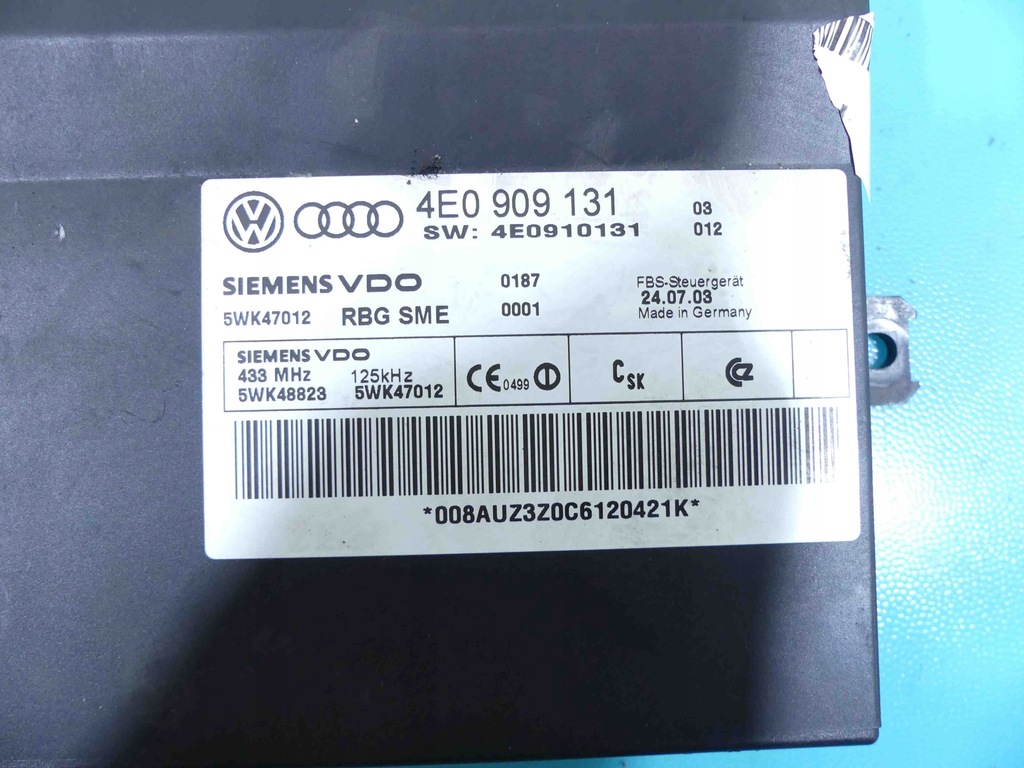 4E0 909 131 03
SW: 4E0910131 012
SIEMENS VDO 0187 FBS-Steuergerät
24.07.03
5WK47012 RBG SME 0001 Made in Germany
SIEMENS VDO
433 MHz 125kHz CE 0499 CSK
5WK48823 5WK47012
*008AUZ3Z0C6120421K*